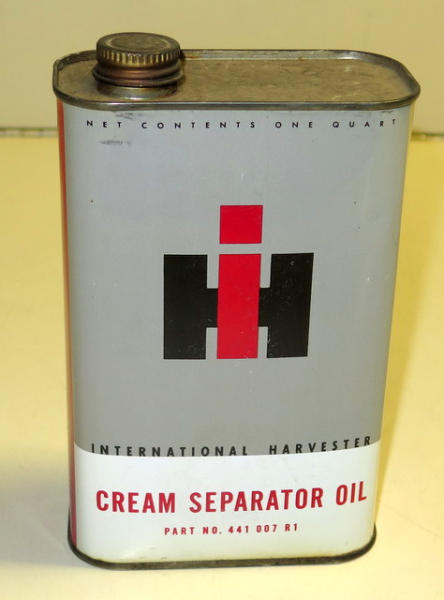 NET CONTENTS ONE QUART
IH
INTERNATIONAL HARVESTER
CREAM SEPARATOR OIL
PART NO. 441 007 R1